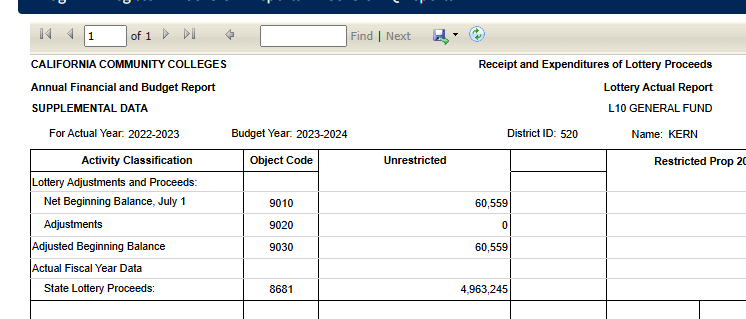 1 of 1 Find | Next
CALIFORNIA COMMUNITY COLLEGES Receipt and Expenditures of Lottery Proceeds
Annual Financial and Budget Report Lottery Actual Report
SUPPLEMENTAL DATA L10 GENERAL FUND
For Actual Year: 2022-2023 Budget Year: 2023-2024 District ID: 520 Name: KERN
Activity Classification Object Code Unrestricted Restricted Prop 20
Lottery Adjustments and Proceeds:
Net Beginning Balance, July 1 9010 60,559
Adjustments 9020 0
Adjusted Beginning Balance 9030 60,559
Actual Fiscal Year Data
State Lottery Proceeds: 8681 4,963,245